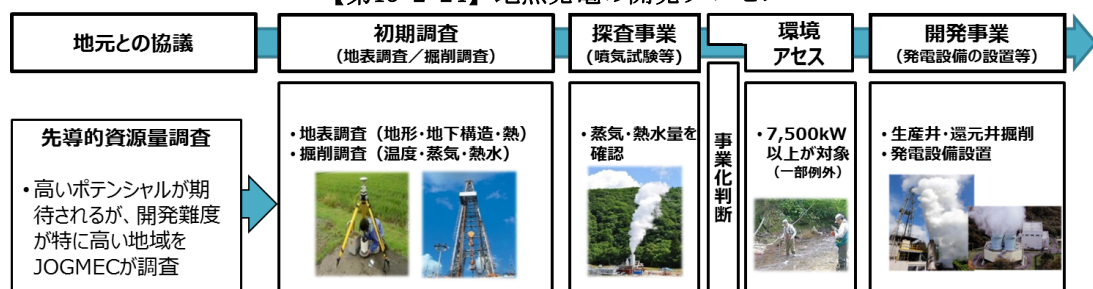 地元との協議
初期調査
(地表調査／掘削調査)
探査事業
(噴気試験等)
環境
アセス
開発事業
(発電設備の設置等)
先導的資源量調査
・高いポテンシャルが期
待されるが、開発難度
が特に高い地域を
JOGMECが調査
・地表調査（地形・地下構造・熱）
・掘削調査（温度・蒸気・熱水）
・蒸気・熱水量を
確認
事業化判断
・7,500kW
以上が対象
（一部例外）
・生産井・還元井掘削
・発電設備設置